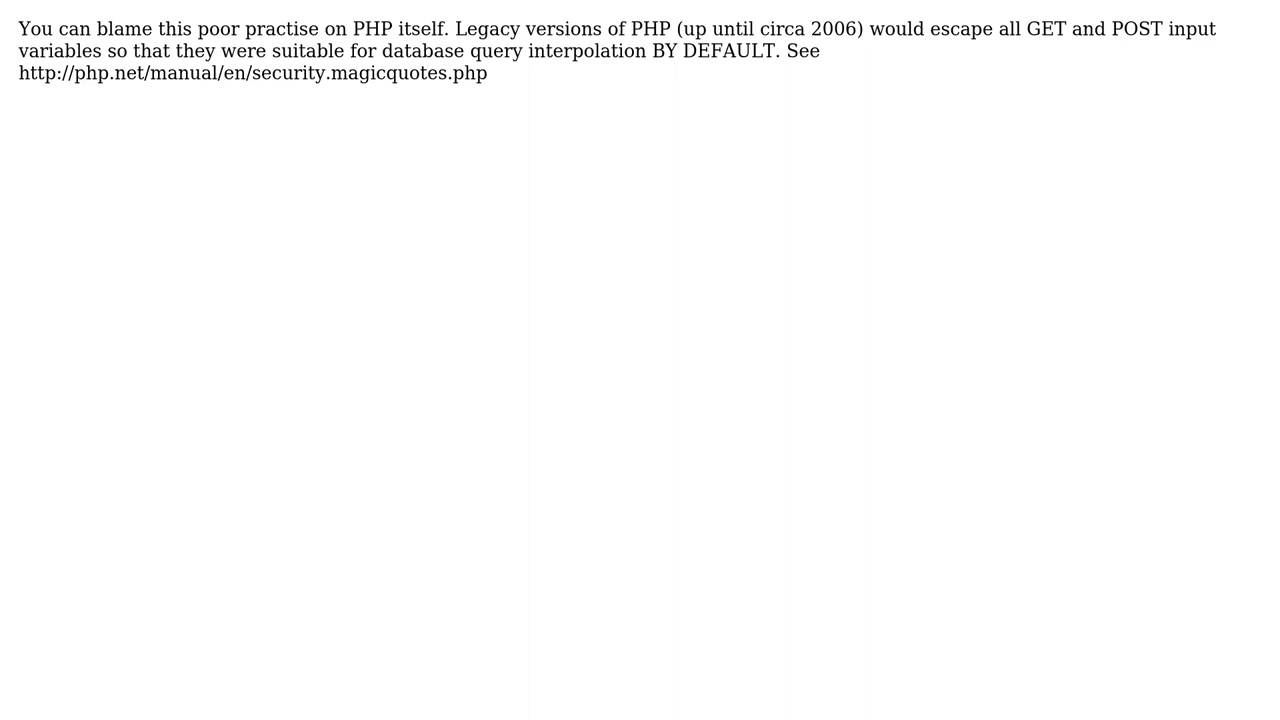 You can blame this poor practise on PHP itself. Legacy versions of PHP (up until circa 2006) would escape all GET and POST input
variables so that they were suitable for database query interpolation BY DEFAULT. See
http://php.net/manual/en/security.magicquotes.php